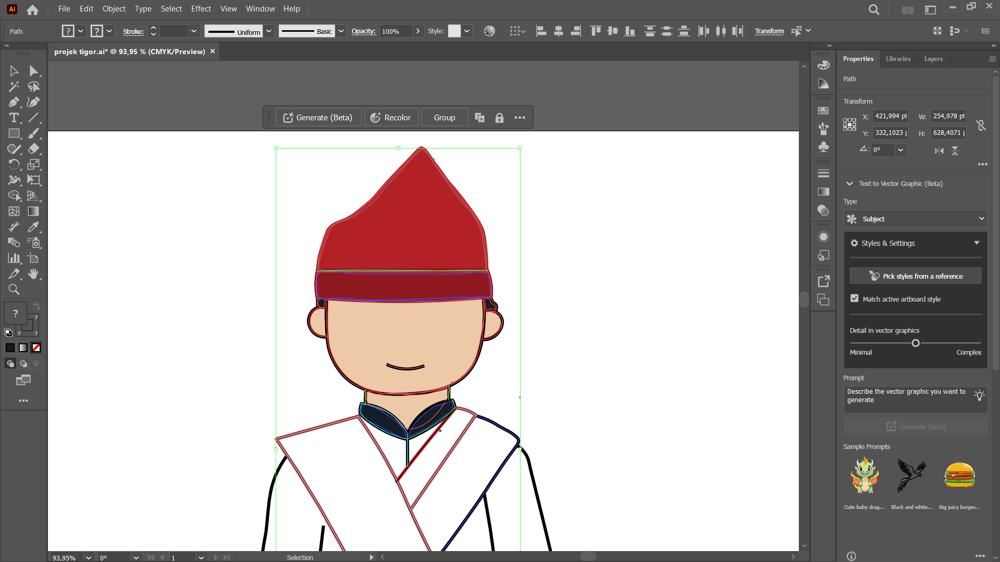 Ai
File Edit Object Type Select Effect View Window Help
Path ? ? Stroke: Uniform Basic Opacity: 100% Style: Transform
projek tigor.ai* @ 93,95 % (CMYK/Preview) ×
Properties Libraries Layers
Path
Transform
X: 421,994 pt W: 254,978 pt
Y: 332,1023 H: 628,4071
0°
Generate (Beta) Recolor Group
Text to Vector Graphic (Beta)
Type
Subject
Styles & Settings
Pick styles from a reference
Match active artboard style
Detail in vector graphics
Minimal Complex
Prompt
Describe the vector graphic you want to
generate
Generate (Beta)
Sample Prompts
Cute baby drag... Black and white... Big juicy burger...
? ?
? ?
93,95% 0° 1 Selection